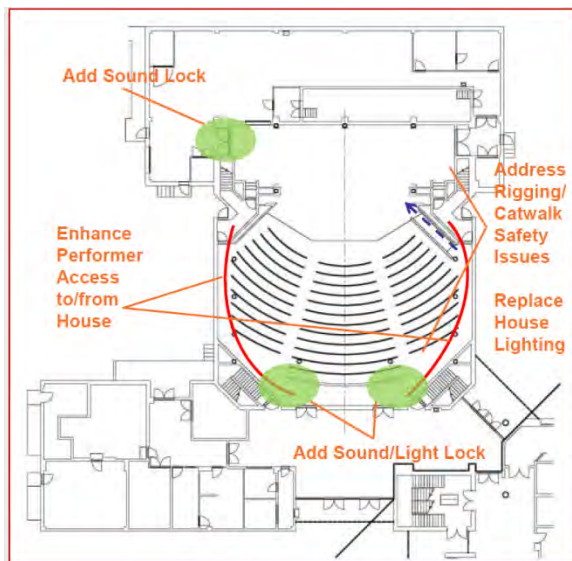 Add Sound Lock
Address
Rigging/
Catwalk
Safety
Issues
Enhance
Performer
Access
to/from
House
Replace
House
Lighting
Add Sound/Light Lock